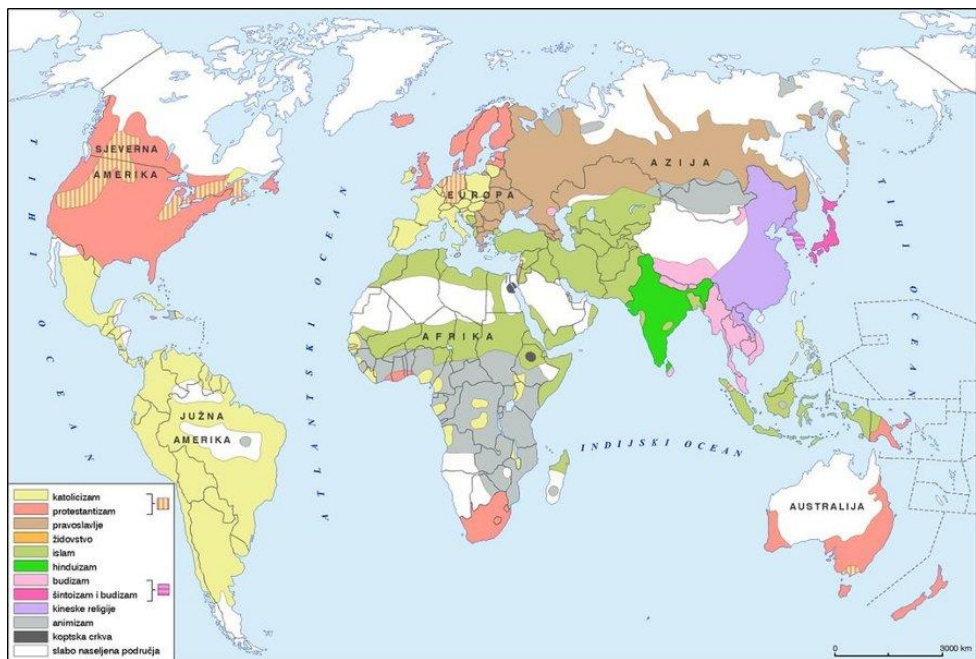 SJEVERNA
AMERIKA
EUROPA
AZIJA
AFRIKA
JUŽNA
AMERIKA
AUSTRALIJA
TIHI OCEAN
ATLANTSKI OCEAN
INDIJSKI OCEAN
TIHI OCEAN
katolicizam
protestantizam
pravoslavlje
židovstvo
islam
hinduizam
budizam
šintoizam i budizam
kineske religije
animizam
koptska crkva
slabo naseljena područja
0 3000 km